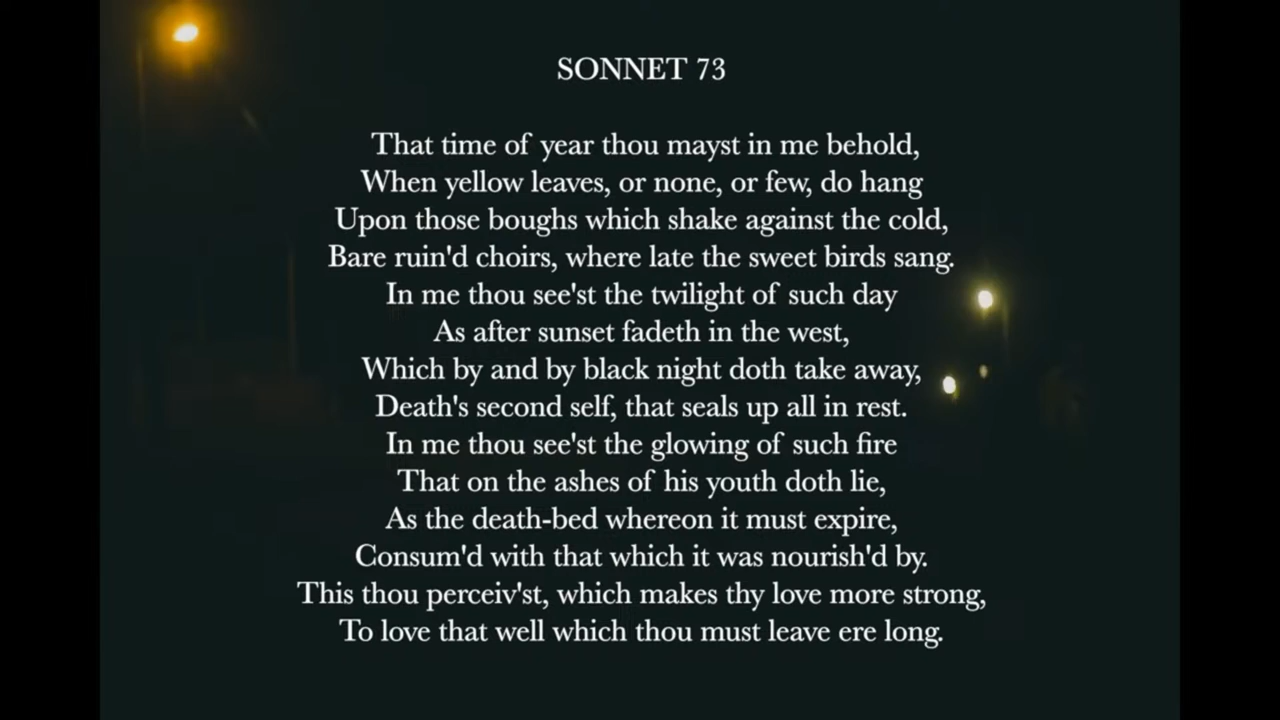 SONNET 73
That time of year thou mayst in me behold,
When yellow leaves, or none, or few, do hang
Upon those boughs which shake against the cold,
Bare ruin'd choirs, where late the sweet birds sang.
In me thou see'st the twilight of such day
As after sunset fadeth in the west,
Which by and by black night doth take away,
Death's second self, that seals up all in rest.
In me thou see'st the glowing of such fire
That on the ashes of his youth doth lie,
As the death-bed whereon it must expire,
Consum'd with that which it was nourish'd by.
This thou perceiv'st, which makes thy love more strong,
To love that well which thou must leave ere long.